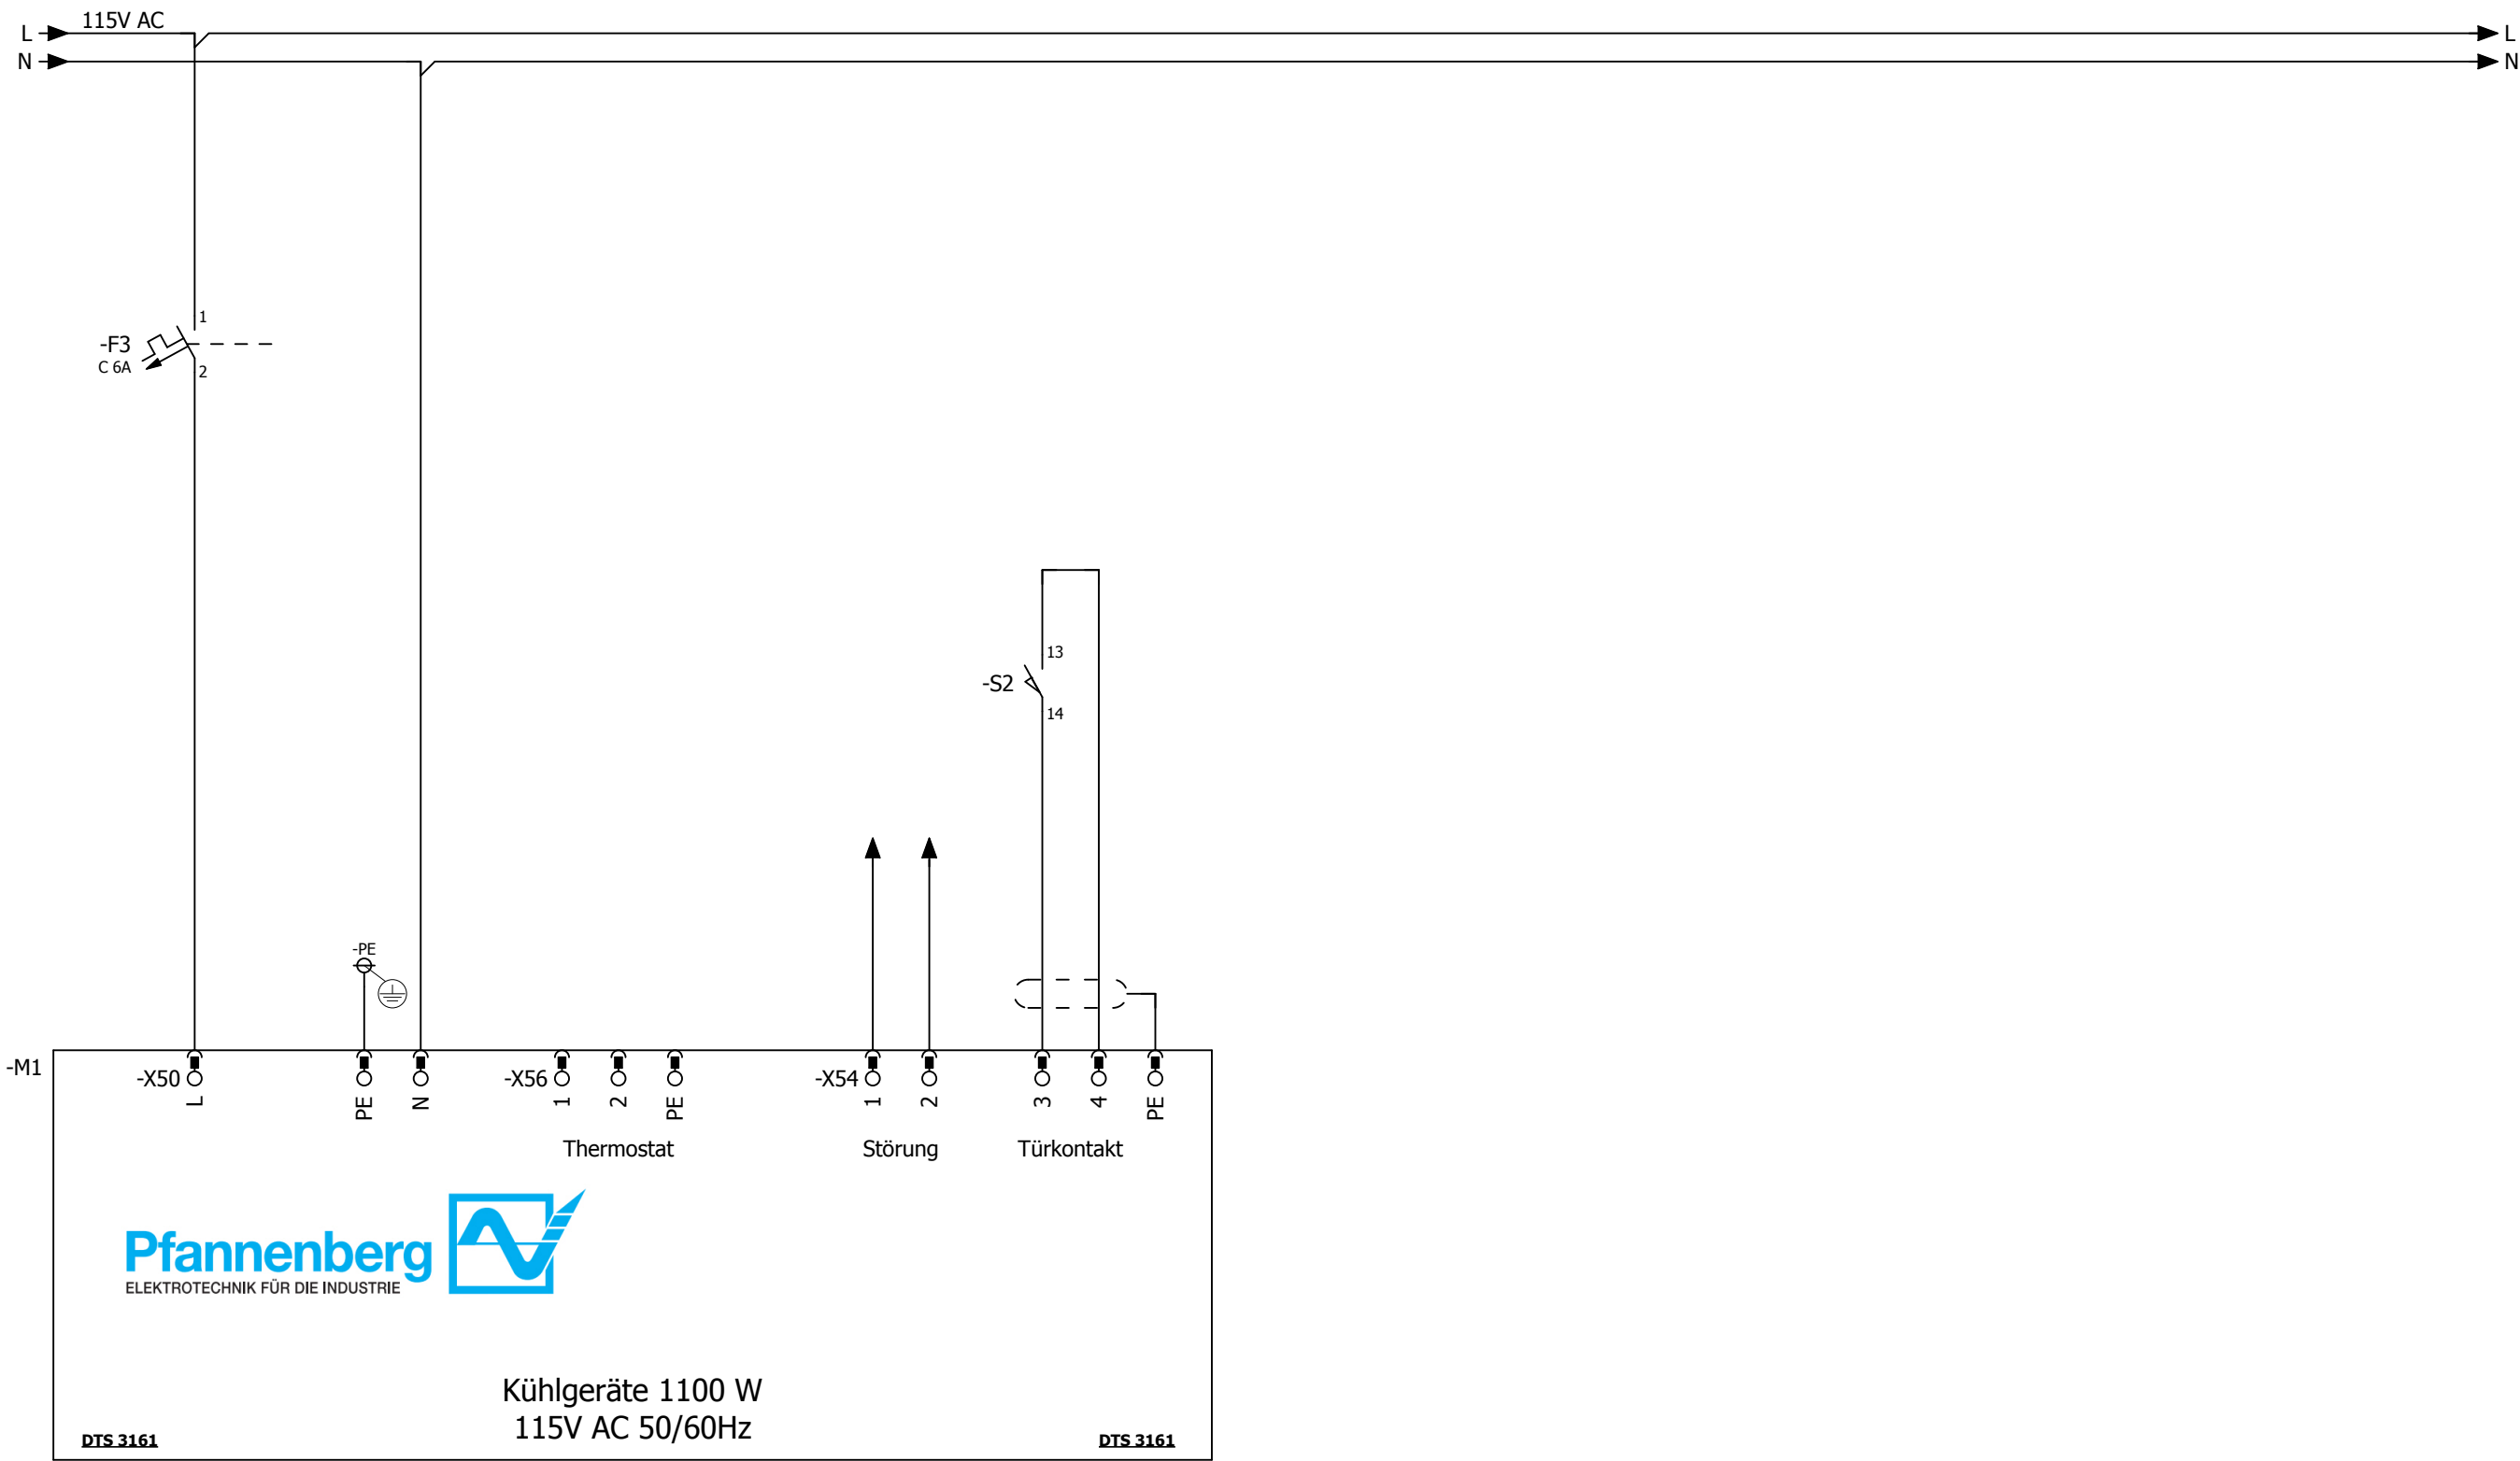 115V AC
L
L
N
N
1
-F3
C 6A
2
13
-S2
14
-PE
-M1
-X50
-X56
-X54
L
PE
N
1
2
PE
1
2
3
4
PE
Thermostat
Störung
Türkontakt
Pfannenberg
ELEKTROTECHNIK FÜR DIE INDUSTRIE
Kühlgeräte 1100 W
115V AC 50/60Hz
DTS 3161
DTS 3161